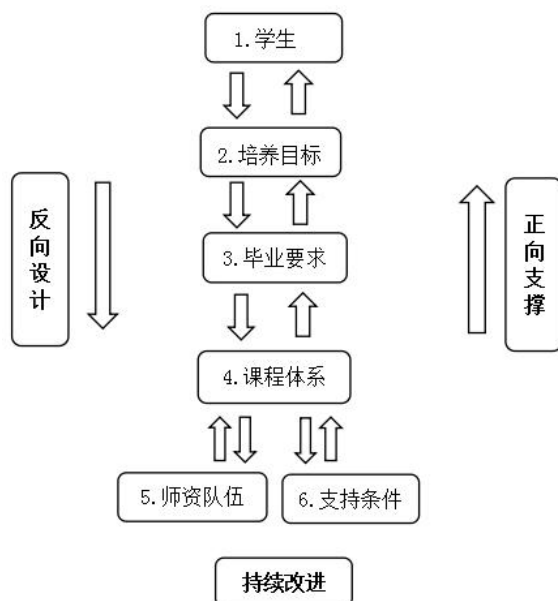 1.学生
2.培养目标
反向设计
正向支撑
3.毕业要求
4.课程体系
5.师资队伍
6.支持条件
持续改进